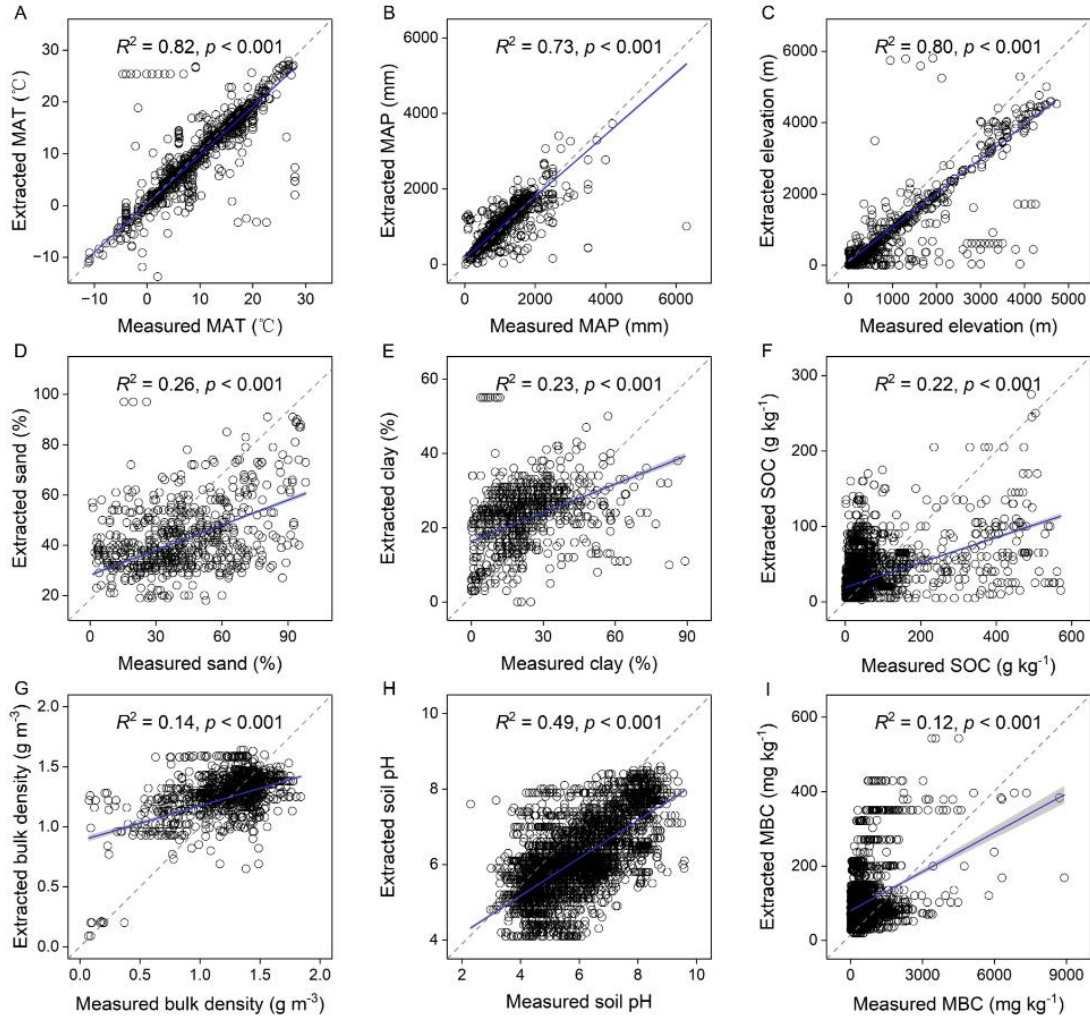 A
R² = 0.82, p < 0.001
Extracted MAT (℃)
30
20
10
0
−10
−10 0 10 20 30
Measured MAT (℃)
B
R² = 0.73, p < 0.001
Extracted MAP (mm)
6000
4000
2000
0
0 2000 4000 6000
Measured MAP (mm)
C
R² = 0.80, p < 0.001
Extracted elevation (m)
6000
4000
2000
0
0 1000 2000 3000 4000 5000
Measured elevation (m)
D
R² = 0.26, p < 0.001
Extracted sand (%)
100
80
60
40
20
0 30 60 90
Measured sand (%)
E
R² = 0.23, p < 0.001
Extracted clay (%)
60
40
20
0
0 30 60 90
Measured clay (%)
F
R² = 0.22, p < 0.001
Extracted SOC (g kg⁻¹)
300
200
100
0
0 200 400 600
Measured SOC (g kg⁻¹)
G
R² = 0.14, p < 0.001
Extracted bulk density (g m⁻³)
2.0
1.5
1.0
0.5
0.0
0.0 0.5 1.0 1.5 2.0
Measured bulk density (g m⁻³)
H
R² = 0.49, p < 0.001
Extracted soil pH
10
8
6
4
2 4 6 8 10
Measured soil pH
I
R² = 0.12, p < 0.001
Extracted MBC (mg kg⁻¹)
600
400
200
0
0 3000 6000 9000
Measured MBC (mg kg⁻¹)